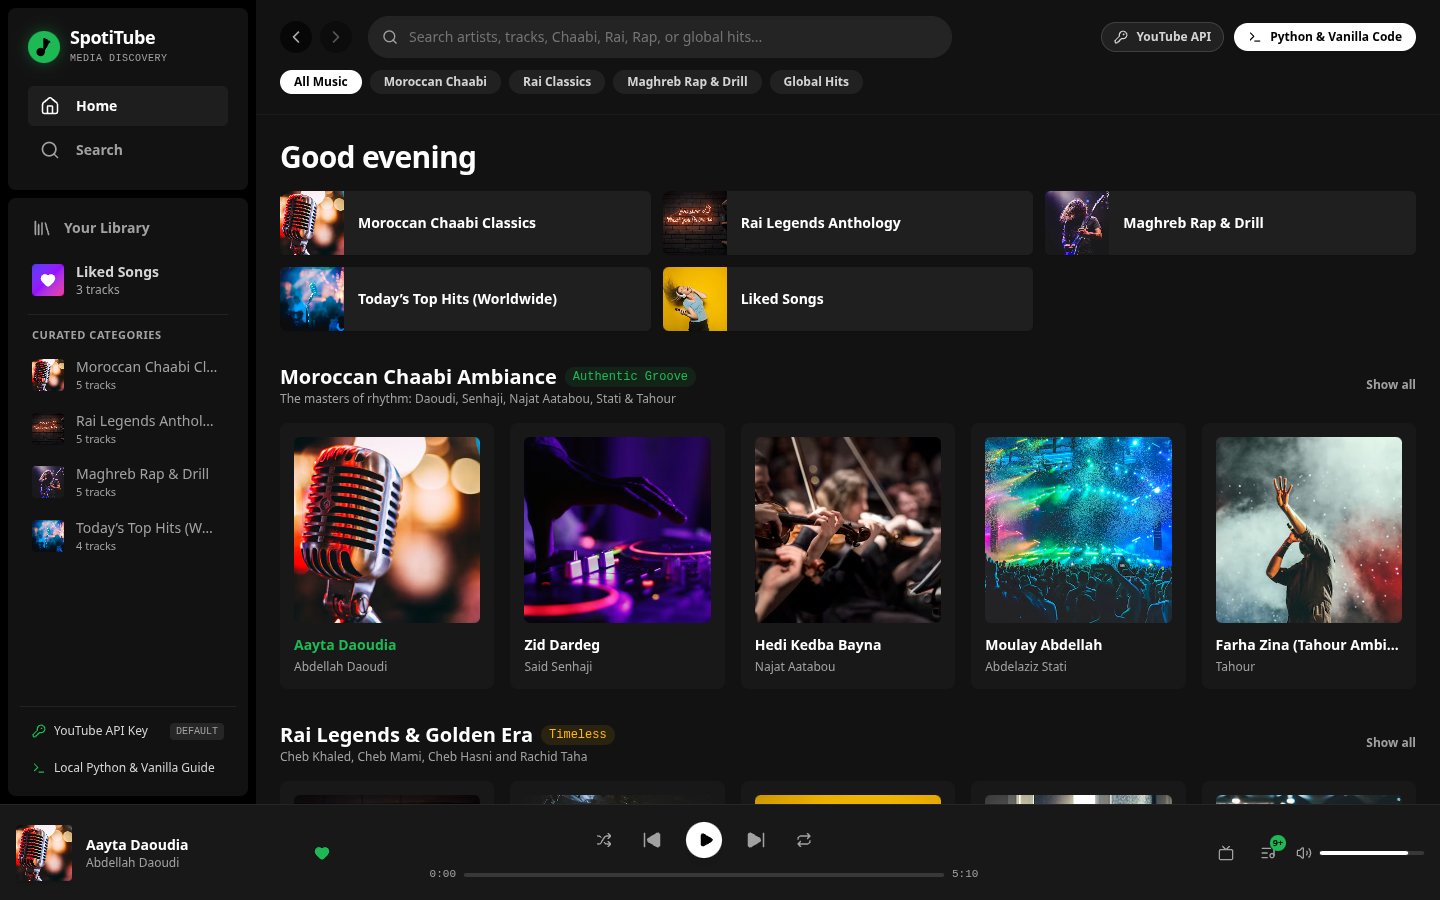 SpotiTube
MEDIA DISCOVERY
Home
Search
Your Library
Liked Songs
3 tracks
CURATED CATEGORIES
Moroccan Chaabi Cl...
5 tracks
Rai Legends Anthol...
5 tracks
Maghreb Rap & Drill
5 tracks
Today's Top Hits (W...
4 tracks
YouTube API Key
DEFAULT
Local Python & Vanilla Guide
Search artists, tracks, Chaabi, Rai, Rap, or global hits...
YouTube API
Python & Vanilla Code
All Music
Moroccan Chaabi
Rai Classics
Maghreb Rap & Drill
Global Hits
Good evening
Moroccan Chaabi Classics
Rai Legends Anthology
Maghreb Rap & Drill
Today's Top Hits (Worldwide)
Liked Songs
Moroccan Chaabi Ambiance
Authentic Groove
The masters of rhythm: Daoudi, Senhaji, Najat Aatabou, Stati & Tahour
Show all
Aayta Daoudia
Abdellah Daoudi
Zid Dardeg
Said Senhaji
Hedi Kedba Bayna
Najat Aatabou
Moulay Abdellah
Abdelaziz Stati
Farha Zina (Tahour Ambi...
Tahour
Rai Legends & Golden Era
Timeless
Cheb Khaled, Cheb Mami, Cheb Hasni and Rachid Taha
Show all
Aayta Daoudia
Abdellah Daoudi
0:00
5:10
9+